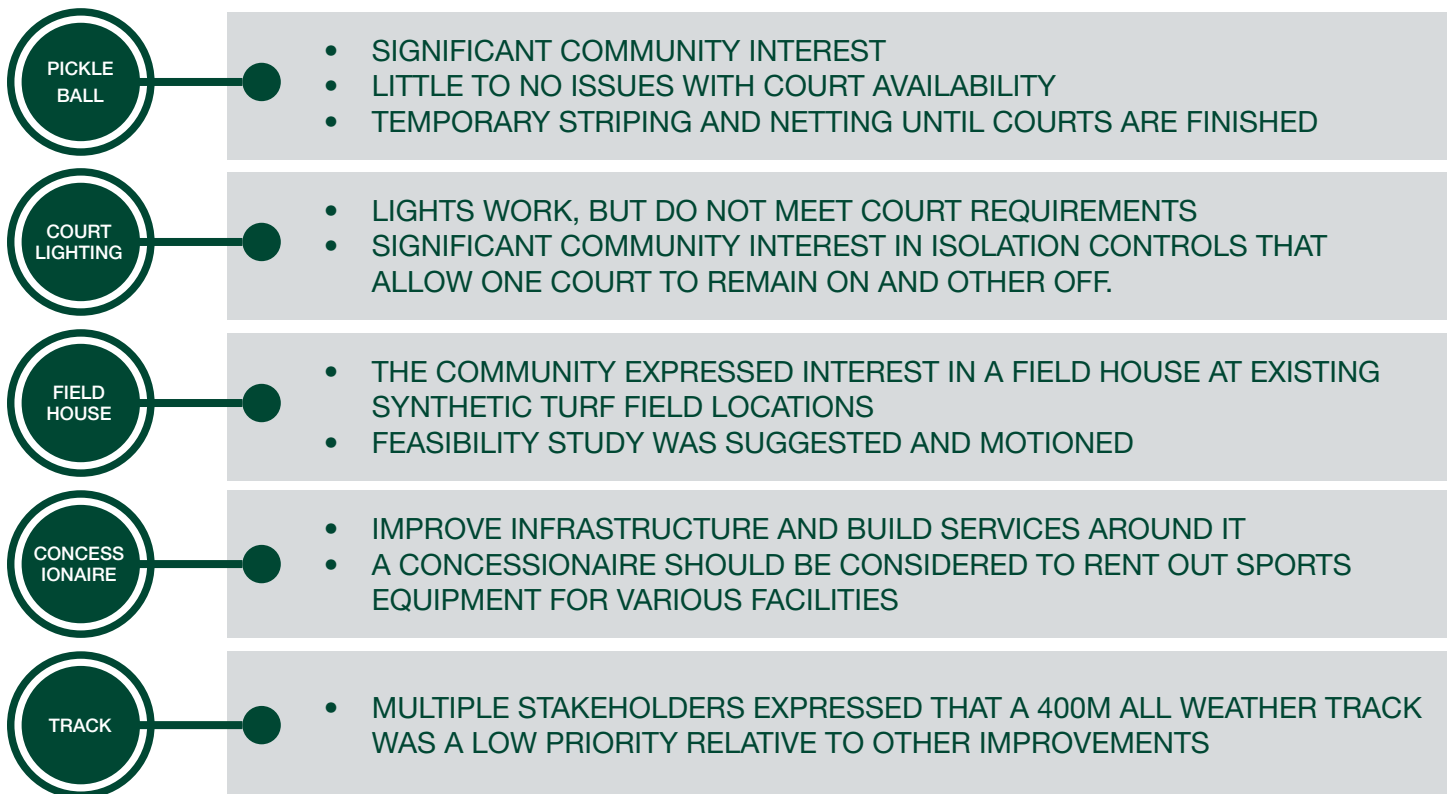 PICKLE
BALL
• SIGNIFICANT COMMUNITY INTEREST
• LITTLE TO NO ISSUES WITH COURT AVAILABILITY
• TEMPORARY STRIPING AND NETTING UNTIL COURTS ARE FINISHED
COURT
LIGHTING
• LIGHTS WORK, BUT DO NOT MEET COURT REQUIREMENTS
• SIGNIFICANT COMMUNITY INTEREST IN ISOLATION CONTROLS THAT
ALLOW ONE COURT TO REMAIN ON AND OTHER OFF.
FIELD
HOUSE
• THE COMMUNITY EXPRESSED INTEREST IN A FIELD HOUSE AT EXISTING
SYNTHETIC TURF FIELD LOCATIONS
• FEASIBILITY STUDY WAS SUGGESTED AND MOTIONED
CONCESS
IONAIRE
• IMPROVE INFRASTRUCTURE AND BUILD SERVICES AROUND IT
• A CONCESSIONAIRE SHOULD BE CONSIDERED TO RENT OUT SPORTS
EQUIPMENT FOR VARIOUS FACILITIES
TRACK
• MULTIPLE STAKEHOLDERS EXPRESSED THAT A 400M ALL WEATHER TRACK
WAS A LOW PRIORITY RELATIVE TO OTHER IMPROVEMENTS